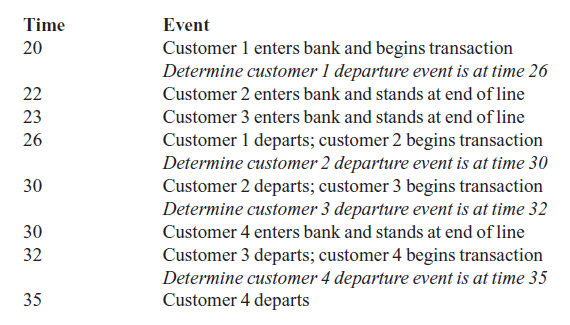 Time Event
20 Customer 1 enters bank and begins transaction
Determine customer 1 departure event is at time 26
22 Customer 2 enters bank and stands at end of line
23 Customer 3 enters bank and stands at end of line
26 Customer 1 departs; customer 2 begins transaction
Determine customer 2 departure event is at time 30
30 Customer 2 departs; customer 3 begins transaction
Determine customer 3 departure event is at time 32
30 Customer 4 enters bank and stands at end of line
32 Customer 3 departs; customer 4 begins transaction
Determine customer 4 departure event is at time 35
35 Customer 4 departs